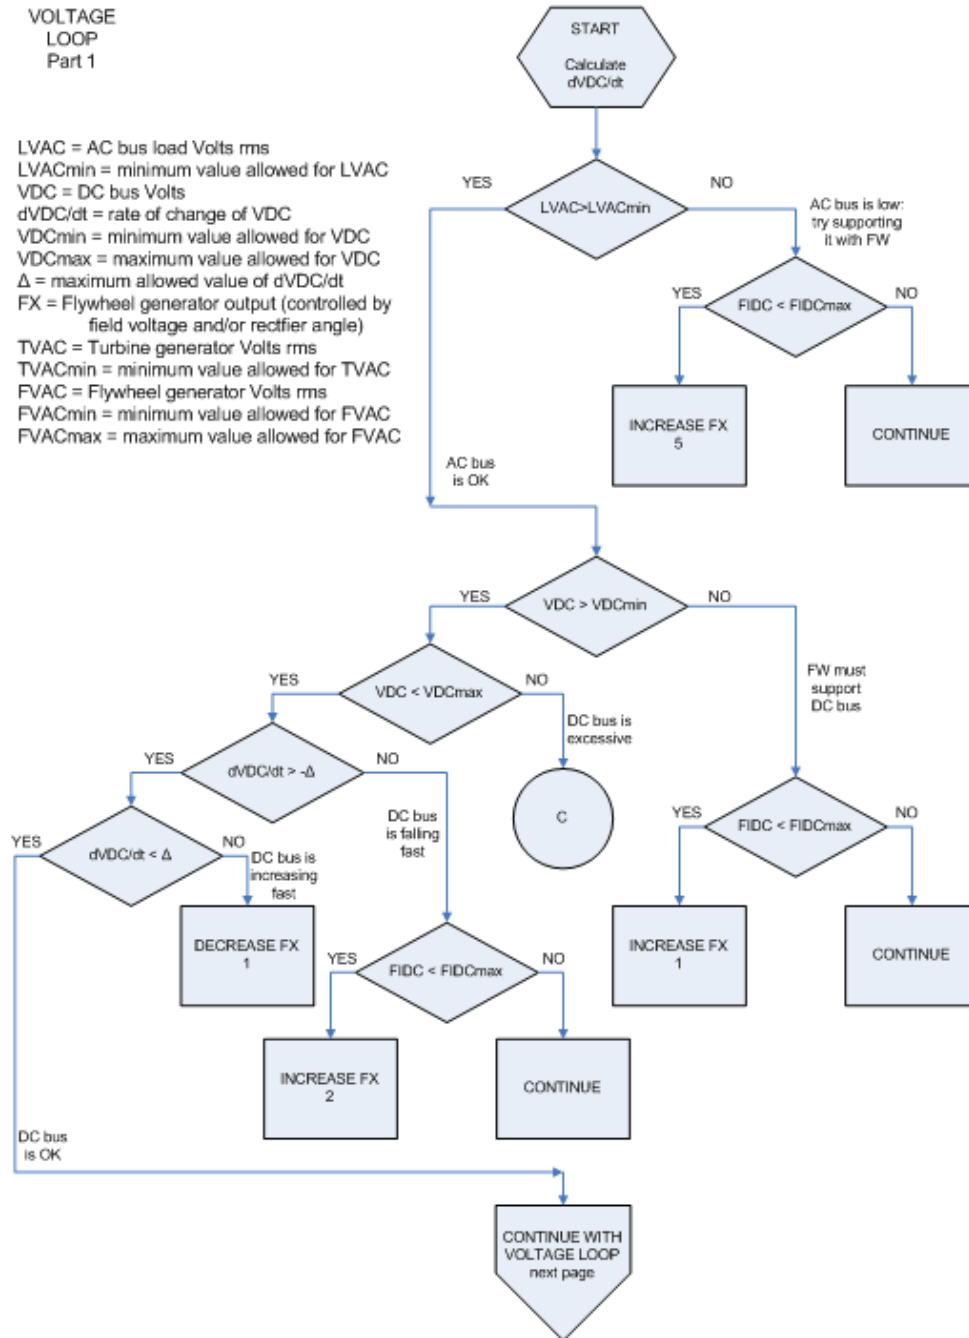 VOLTAGE
LOOP
Part 1
START
Calculate
dVDC/dt
LVAC = AC bus load Volts rms
LVACmin = minimum value allowed for LVAC
VDC = DC bus Volts
dVDC/dt = rate of change of VDC
VDCmin = minimum value allowed for VDC
VDCmax = maximum value allowed for VDC
Δ = maximum allowed value of dVDC/dt
FX = Flywheel generator output (controlled by
field voltage and/or rectfier angle)
TVAC = Turbine generator Volts rms
TVACmin = minimum value allowed for TVAC
FVAC = Flywheel generator Volts rms
FVACmin = minimum value allowed for FVAC
FVACmax = maximum value allowed for FVAC
YES
LVAC>LVACmin
NO
AC bus is low:
try supporting
it with FW
YES
FIDC < FIDCmax
NO
INCREASE FX
5
CONTINUE
AC bus
is OK
YES
VDC > VDCmin
NO
YES
VDC < VDCmax
NO
FW must
support
DC bus
DC bus is
excessive
YES
dVDC/dt > -Δ
NO
C
YES
FIDC < FIDCmax
NO
DC bus
is falling
fast
YES
dVDC/dt < Δ
NO
DC bus is
increasing
fast
DECREASE FX
1
INCREASE FX
1
CONTINUE
YES
FIDC < FIDCmax
NO
INCREASE FX
2
CONTINUE
DC bus
is OK
CONTINUE WITH
VOLTAGE LOOP
next page